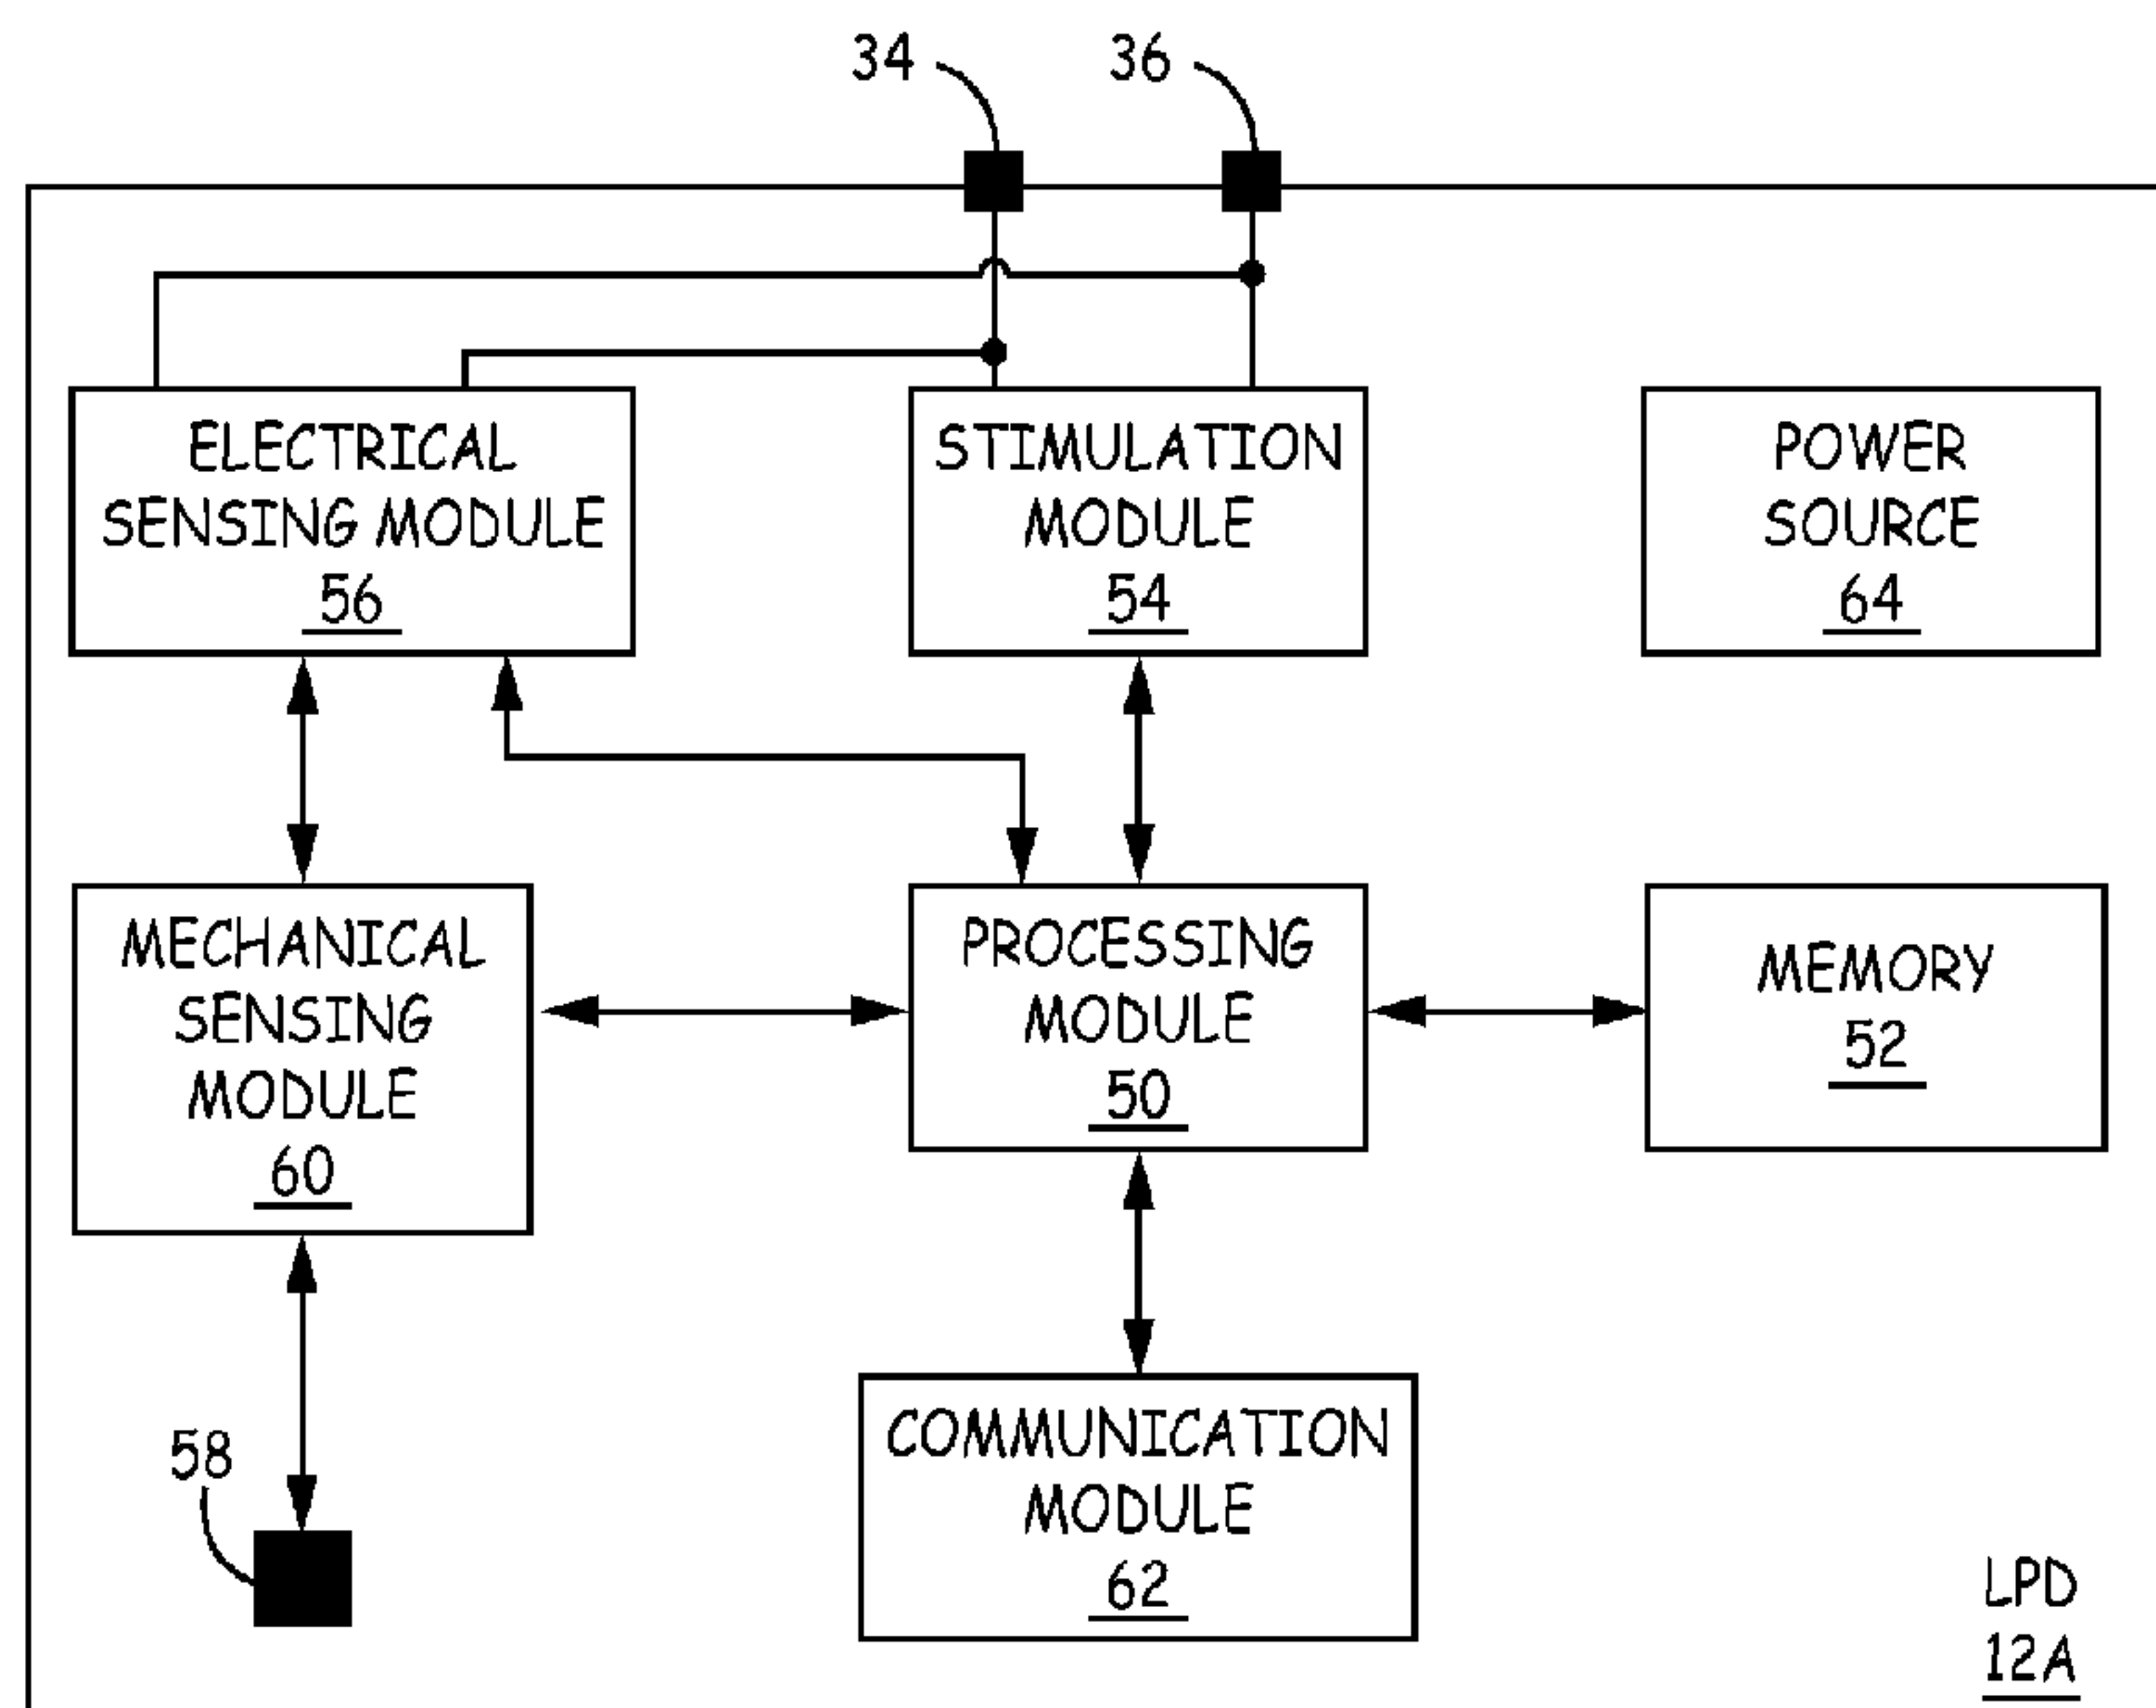 34
36
ELECTRICAL
SENSING MODULE
56
STIMULATION
MODULE
54
POWER
SOURCE
64
MECHANICAL
SENSING
MODULE
60
PROCESSING
MODULE
50
MEMORY
52
58
COMMUNICATION
MODULE
62
LPD
12A